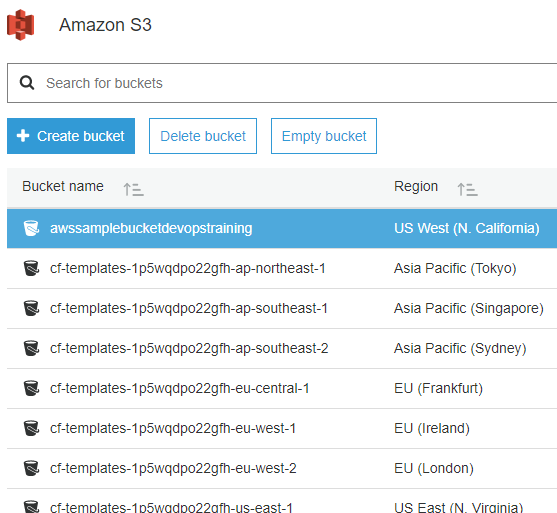 Amazon S3
Search for buckets
+ Create bucket Delete bucket Empty bucket
Bucket name Region
awssamplebucketdevopstraining US West (N. California)
cf-templates-1p5wqdpo22gfh-ap-northeast-1 Asia Pacific (Tokyo)
cf-templates-1p5wqdpo22gfh-ap-southeast-1 Asia Pacific (Singapore)
cf-templates-1p5wqdpo22gfh-ap-southeast-2 Asia Pacific (Sydney)
cf-templates-1p5wqdpo22gfh-eu-central-1 EU (Frankfurt)
cf-templates-1p5wqdpo22gfh-eu-west-1 EU (Ireland)
cf-templates-1p5wqdpo22gfh-eu-west-2 EU (London)
cf-templates-1p5wqdpo22gfh-us-east-1 US East (N. Virginia)